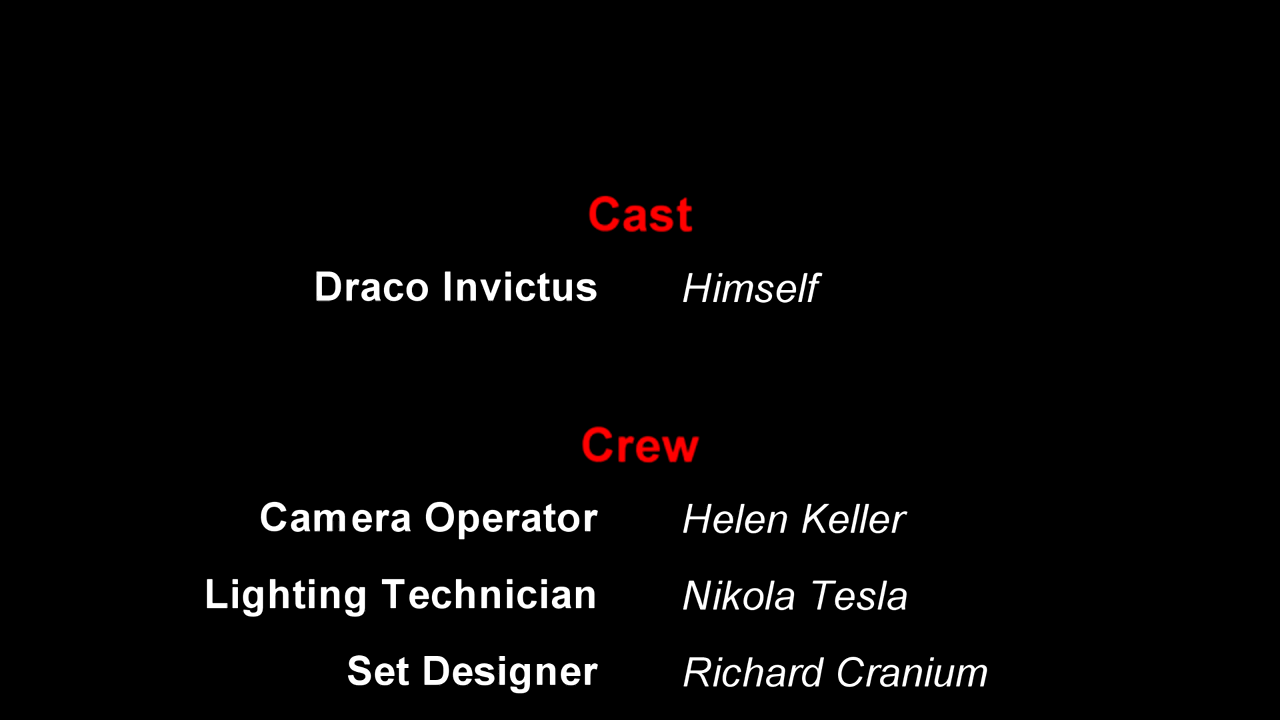 Cast
Draco Invictus Himself
Crew
Camera Operator Helen Keller
Lighting Technician Nikola Tesla
Set Designer Richard Cranium